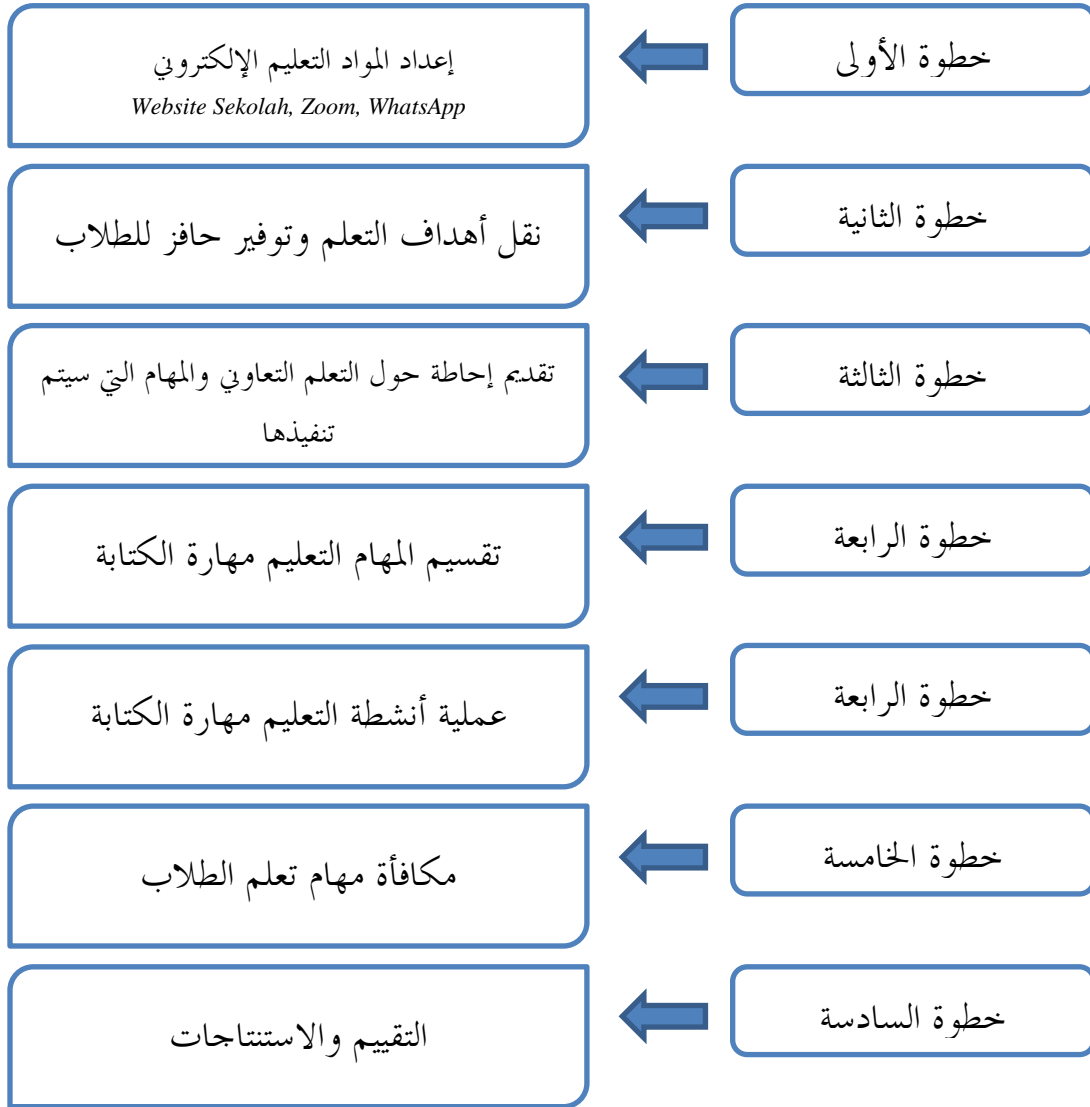 خطوة الأولى
إعداد المواد التعليم الإلكتروني
Website Sekolah, Zoom, WhatsApp
خطوة الثانية
نقل أهداف التعلم وتوفير حافز للطلاب
خطوة الثالثة
تقديم إحاطة حول التعلم التعاوني والمهام التي سيتم
تنفيذها
خطوة الرابعة
تقسيم المهام التعليم مهارة الكتابة
خطوة الرابعة
عملية أنشطة التعليم مهارة الكتابة
خطوة الخامسة
مكافأة مهام تعلم الطلاب
خطوة السادسة
التقييم والاستنتاجات